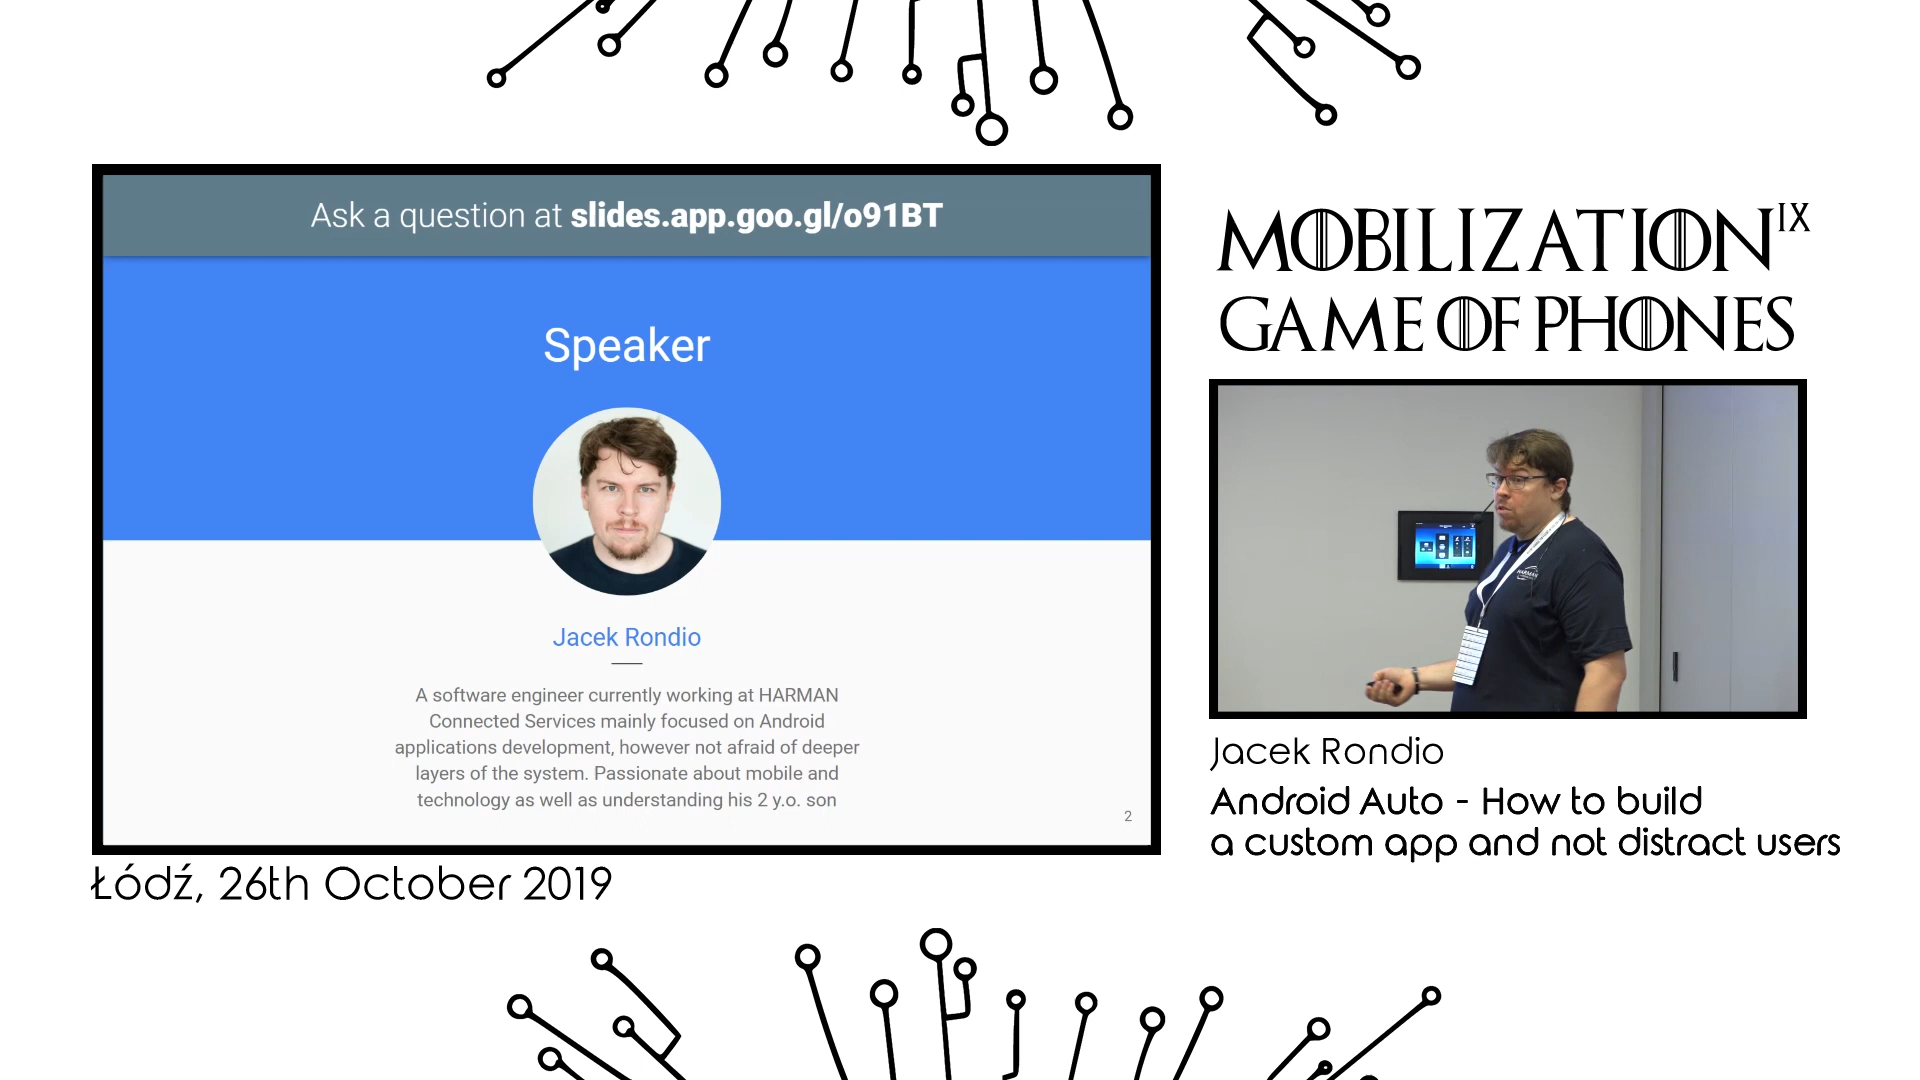 Ask a question at slides.app.goo.gl/o91BT
Speaker
Jacek Rondio
A software engineer currently working at HARMAN
Connected Services mainly focused on Android
applications development, however not afraid of deeper
layers of the system. Passionate about mobile and
technology as well as understanding his 2 y.o. son
2
Łódź, 26th October 2019
MOBILIZATION IX
GAME OF PHONES
HARMAN
Jacek Rondio
Android Auto - How to build
a custom app and not distract users